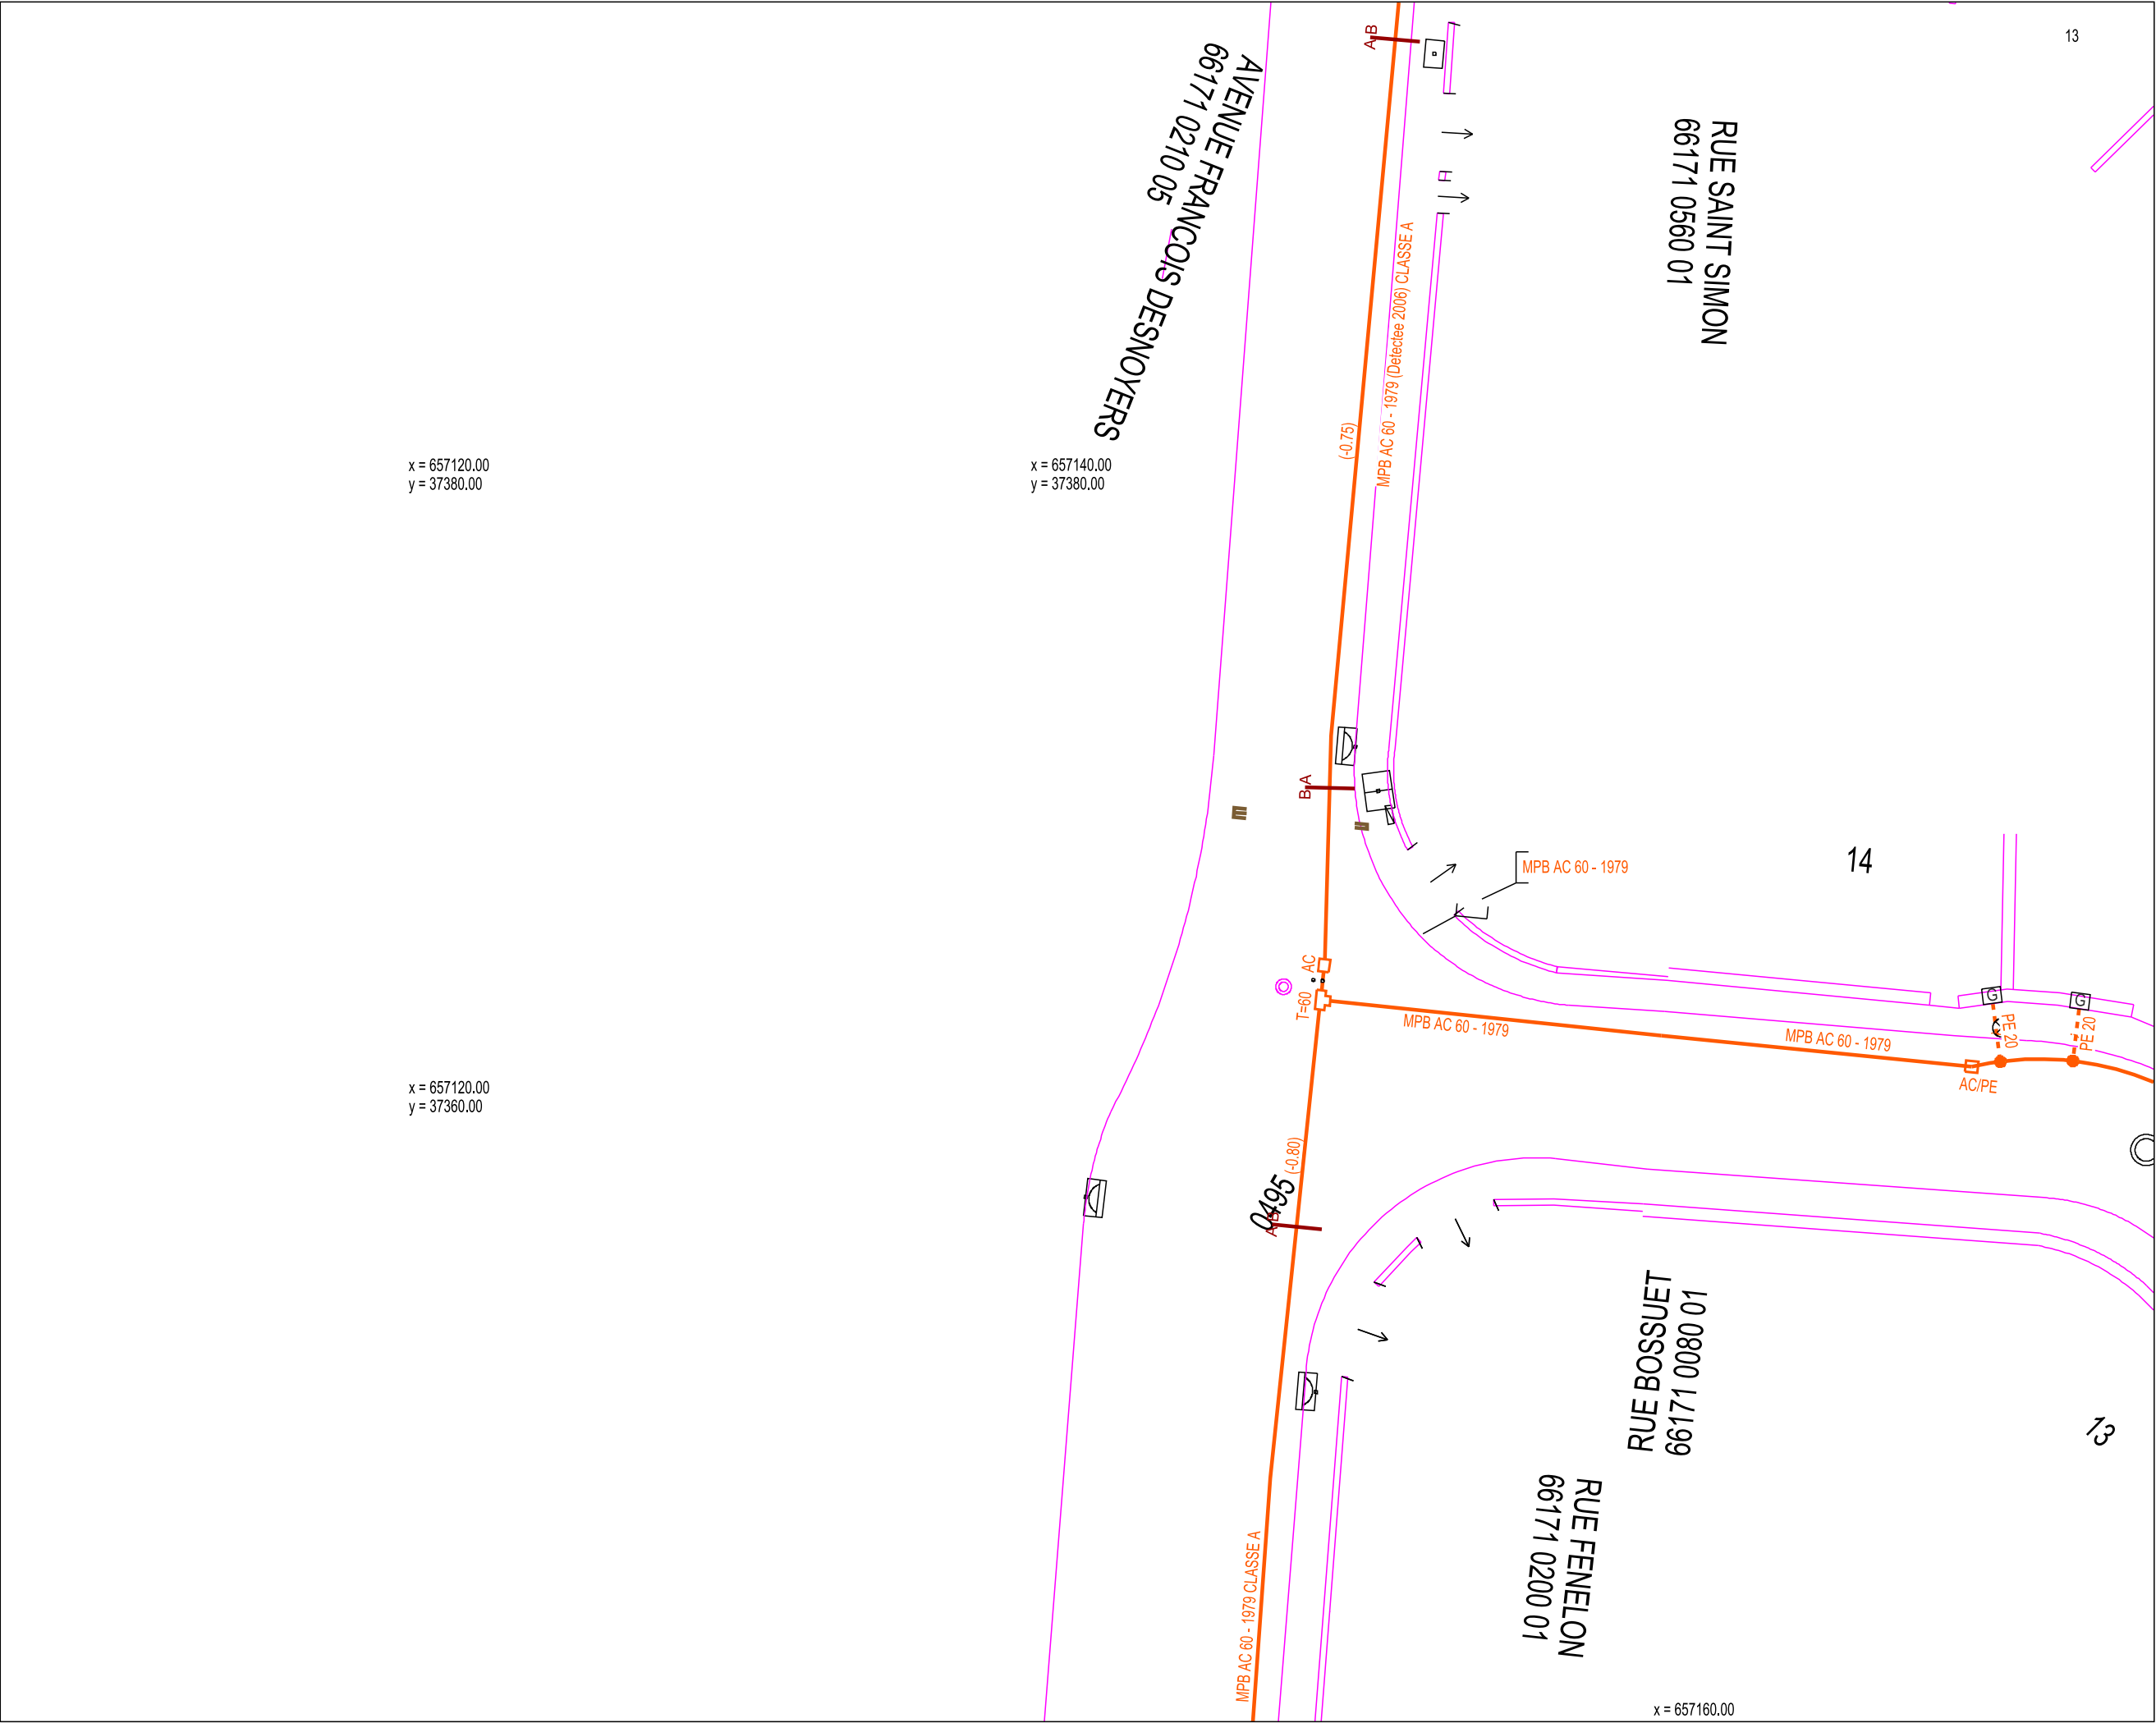 13
A B
AVENUE FRANCOIS DESNOYERS
66171 0210 05
RUE SAINT SIMON
66171 0560 01
MPB AC 60 - 1979 (Detectee 2006) CLASSE A
(-0.75)
x = 657120.00
y = 37380.00
x = 657140.00
y = 37380.00
B A
14
MPB AC 60 - 1979
AC
T=60
G
G
PE 20
PE 20
MPB AC 60 - 1979
MPB AC 60 - 1979
AC/PE
x = 657120.00
y = 37360.00
(-0.80)
0495
A B
RUE BOSSUET
66171 0080 01
13
RUE FENELON
66171 0200 01
MPB AC 60 - 1979 CLASSE A
x = 657160.00